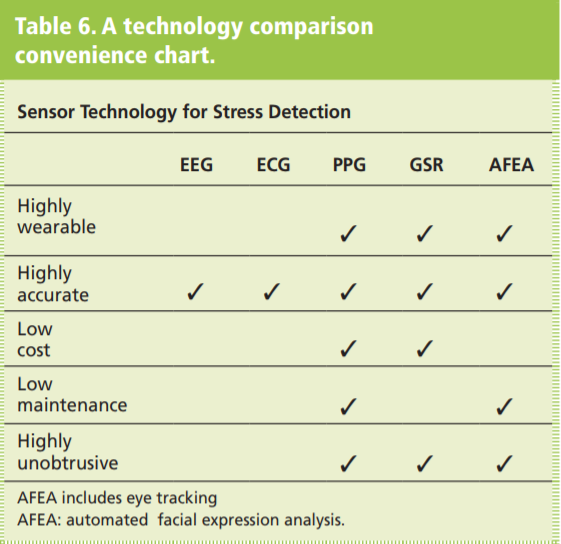 Table 6. A technology comparison
convenience chart.
Sensor Technology for Stress Detection
EEG ECG PPG GSR AFEA
Highly
wearable ✓ ✓ ✓
Highly
accurate ✓ ✓ ✓ ✓ ✓
Low
cost ✓ ✓
Low
maintenance ✓ ✓
Highly
unobtrusive ✓ ✓ ✓
AFEA includes eye tracking
AFEA: automated facial expression analysis.